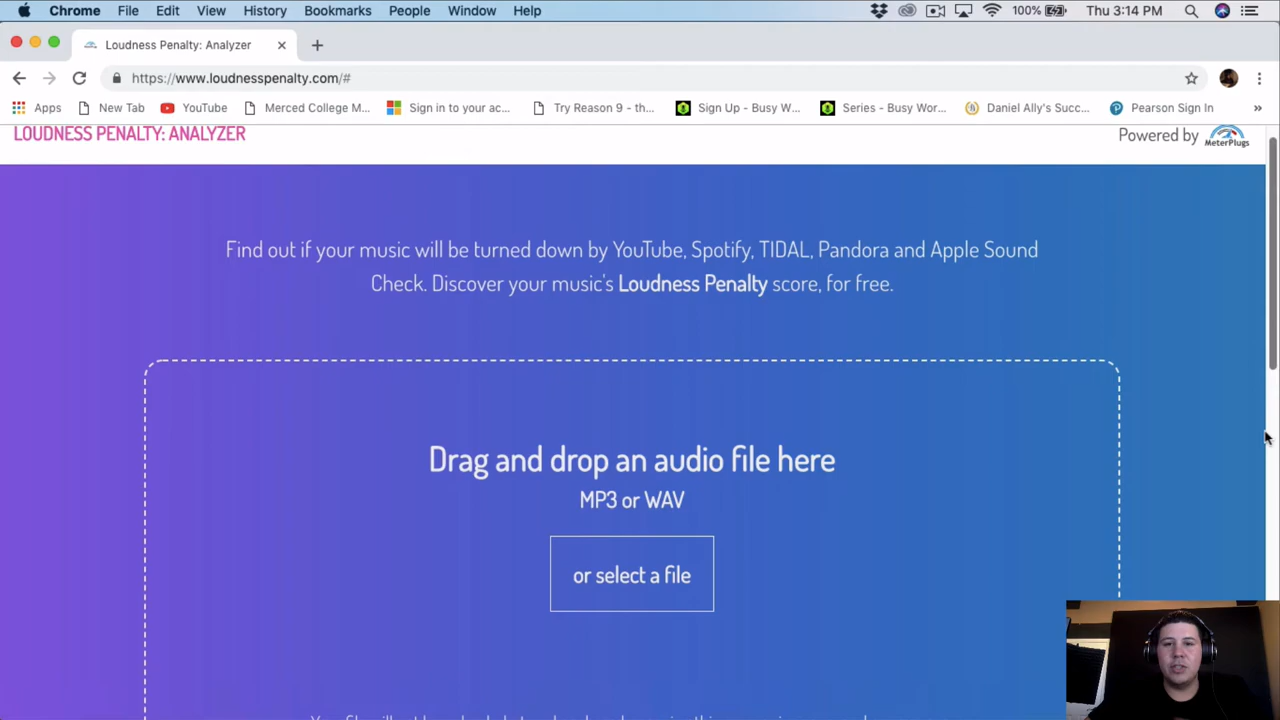 Chrome File Edit View History Bookmarks People Window Help 100% Thu 3:14 PM
Loudness Penalty: Analyzer
https://www.loudnesspenalty.com/#
Apps New Tab YouTube Merced College M... Sign in to your ac... Try Reason 9 - th... Sign Up - Busy W... Series - Busy Wor... Daniel Ally's Succ... Pearson Sign In »
LOUDNESS PENALTY: ANALYZER Powered by MeterPlugs
Find out if your music will be turned down by YouTube, Spotify, TIDAL, Pandora and Apple Sound
Check. Discover your music's Loudness Penalty score, for free.
Drag and drop an audio file here
MP3 or WAV
or select a file